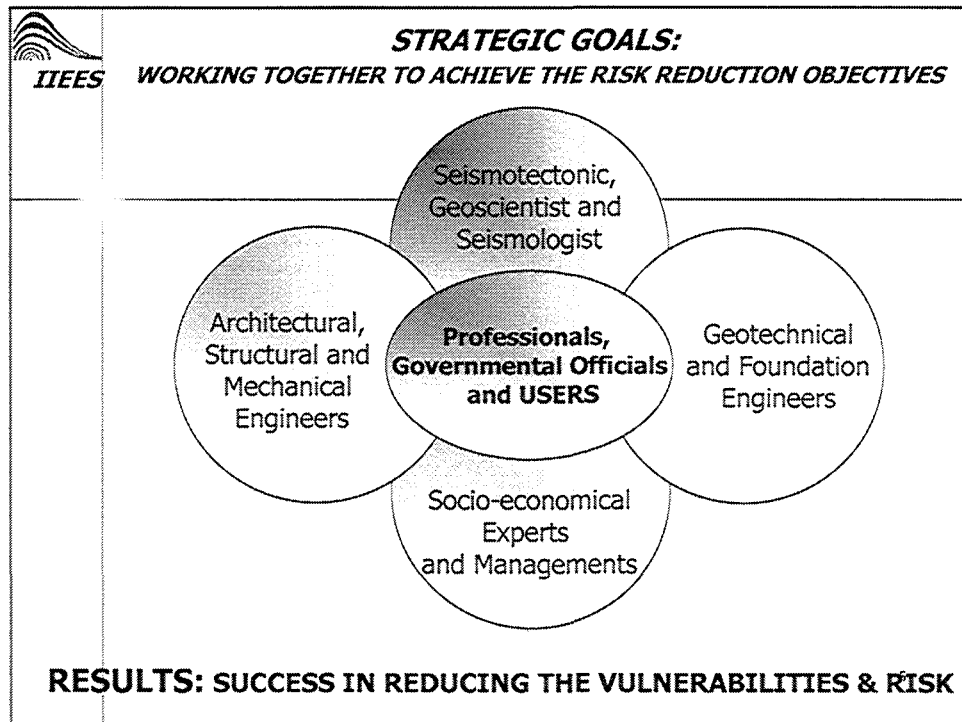 IIEES
STRATEGIC GOALS:
WORKING TOGETHER TO ACHIEVE THE RISK REDUCTION OBJECTIVES
Seismotectonic,
Geoscientist and
Seismologist
Architectural,
Structural and
Mechanical
Engineers
Professionals,
Governmental Officials
and USERS
Geotechnical
and Foundation
Engineers
Socio-economical
Experts
and Managements
RESULTS: SUCCESS IN REDUCING THE VULNERABILITIES & RISK